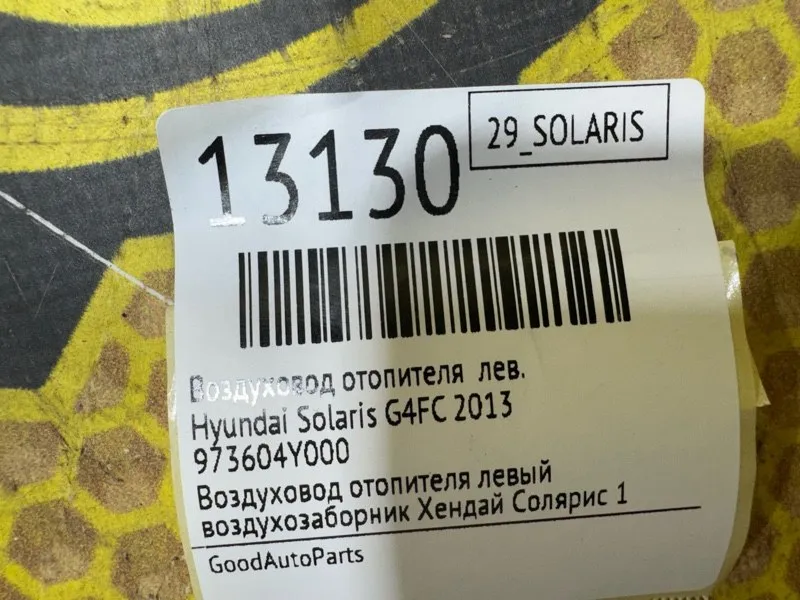 13130
29_SOLARIS
Воздуховод отопителя лев.
Hyundai Solaris G4FC 2013
973604Y000
Воздуховод отопителя левый
воздухозаборник Хендай Солярис 1
GoodAutoParts